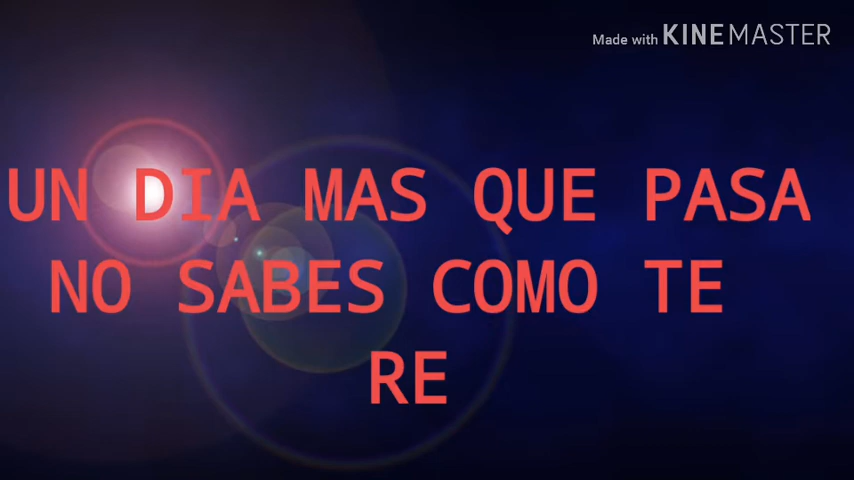 Made with KINEMASTER
UN DIA MAS QUE PASA
NO SABES COMO TE
RE